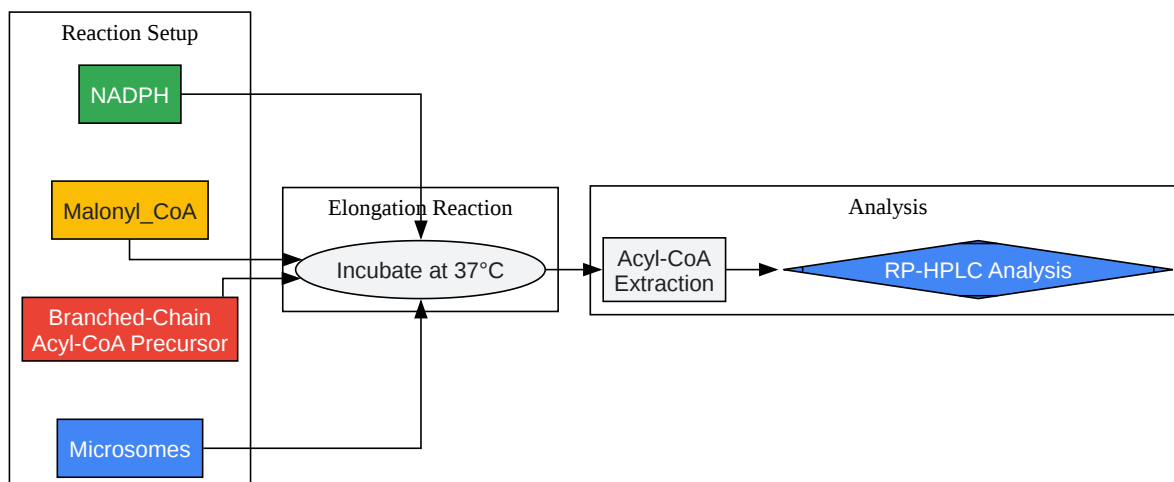 Reaction Setup
NADPH
Malonyl_CoA
Branched-Chain
Acyl-CoA Precursor
Microsomes
Elongation Reaction
Incubate at 37°C
Analysis
Acyl-CoA
Extraction
RP-HPLC Analysis